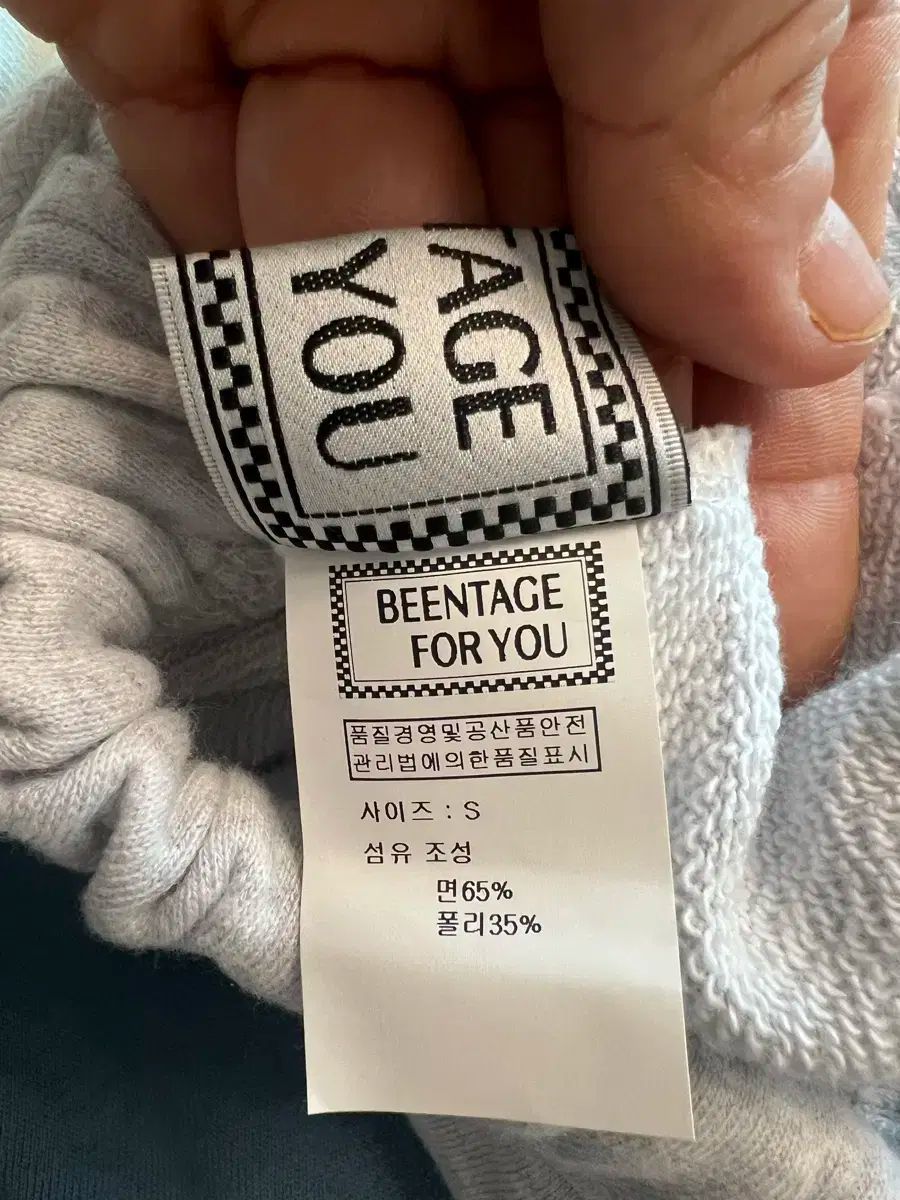 TAGE
YOU
BEENTAGE
FOR YOU
품질경영및공산품안전
관리법에의한품질표시
사이즈 : S
섬유 조성
면65%
폴리35%